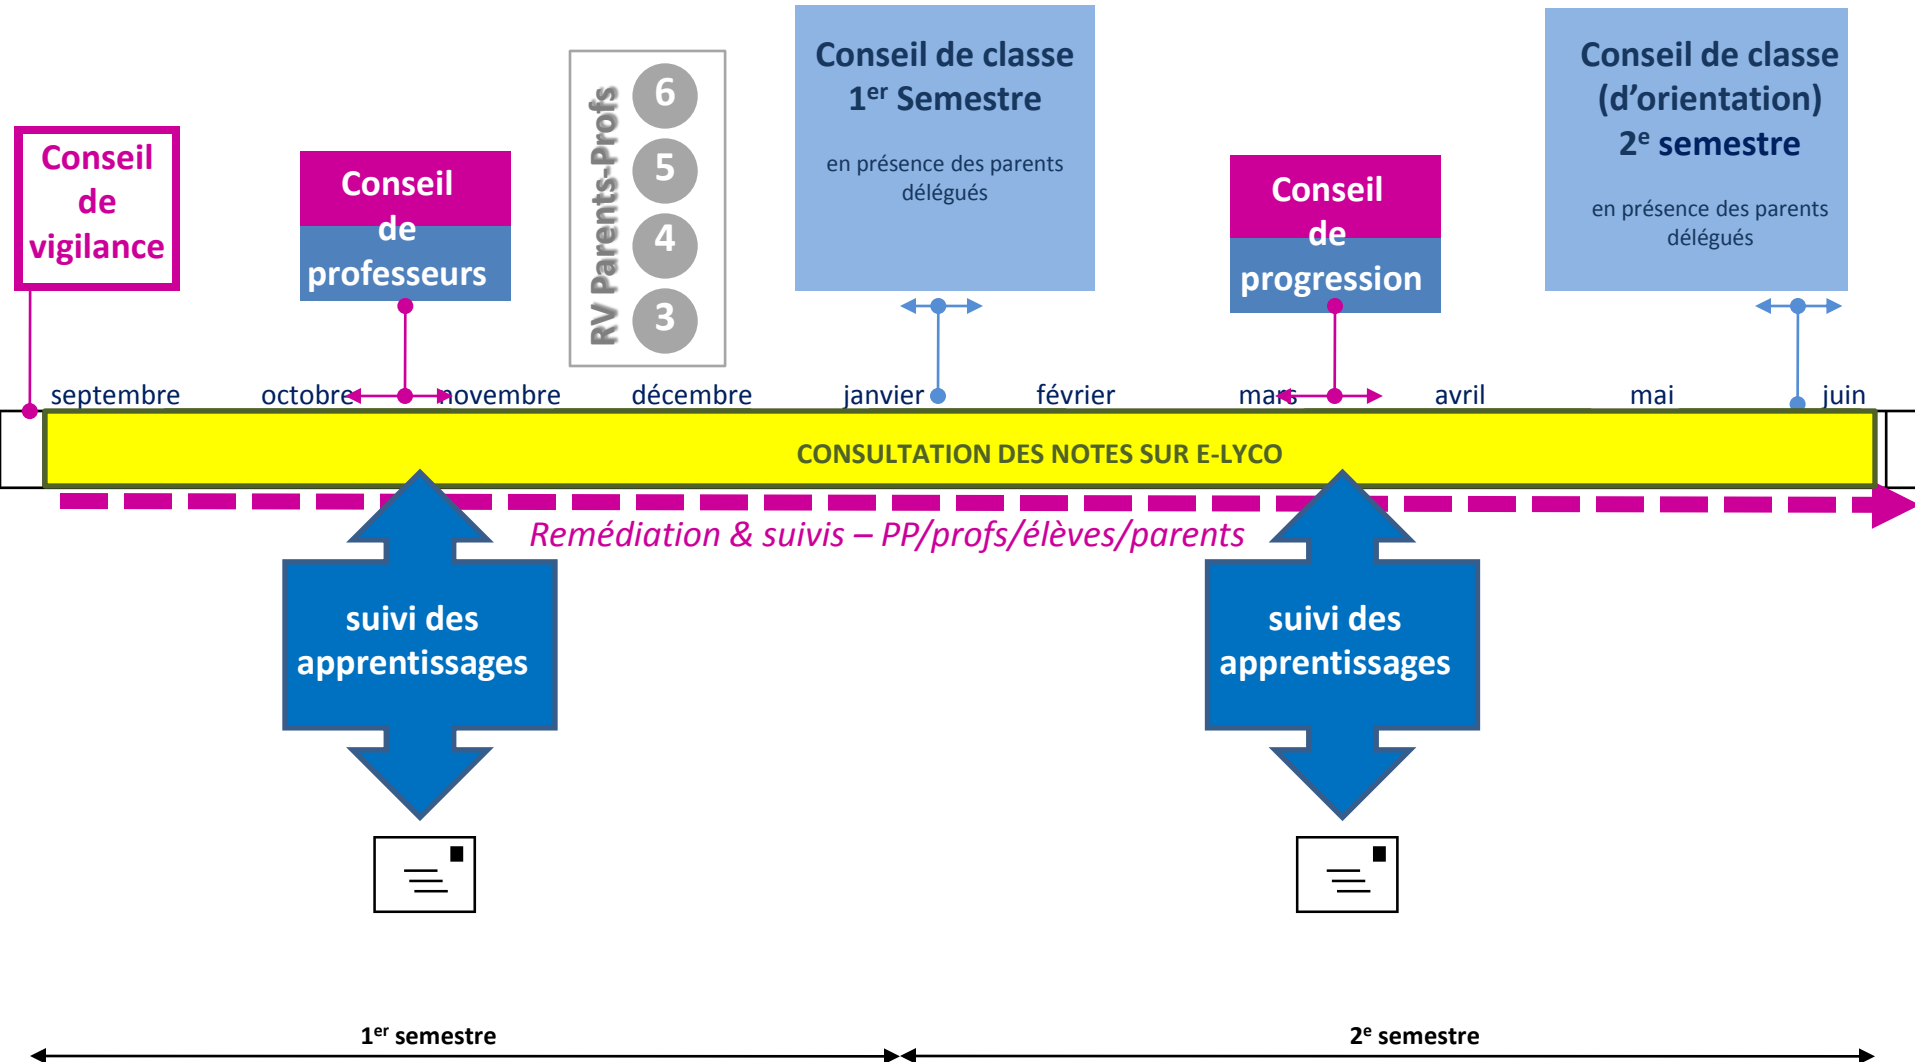 Conseil
de
vigilance
Conseil
de
professeurs
RV Parents-Profs
6
5
4
3
Conseil de classe
1er Semestre
en présence des parents
délégués
Conseil
de
progression
Conseil de classe
(d'orientation)
2e semestre
en présence des parents
délégués
septembre octobre novembre décembre janvier février mars avril mai juin
CONSULTATION DES NOTES SUR E-LYCO
Remédiation & suivis – PP/profs/élèves/parents
suivi des
apprentissages
suivi des
apprentissages
1er semestre
2e semestre